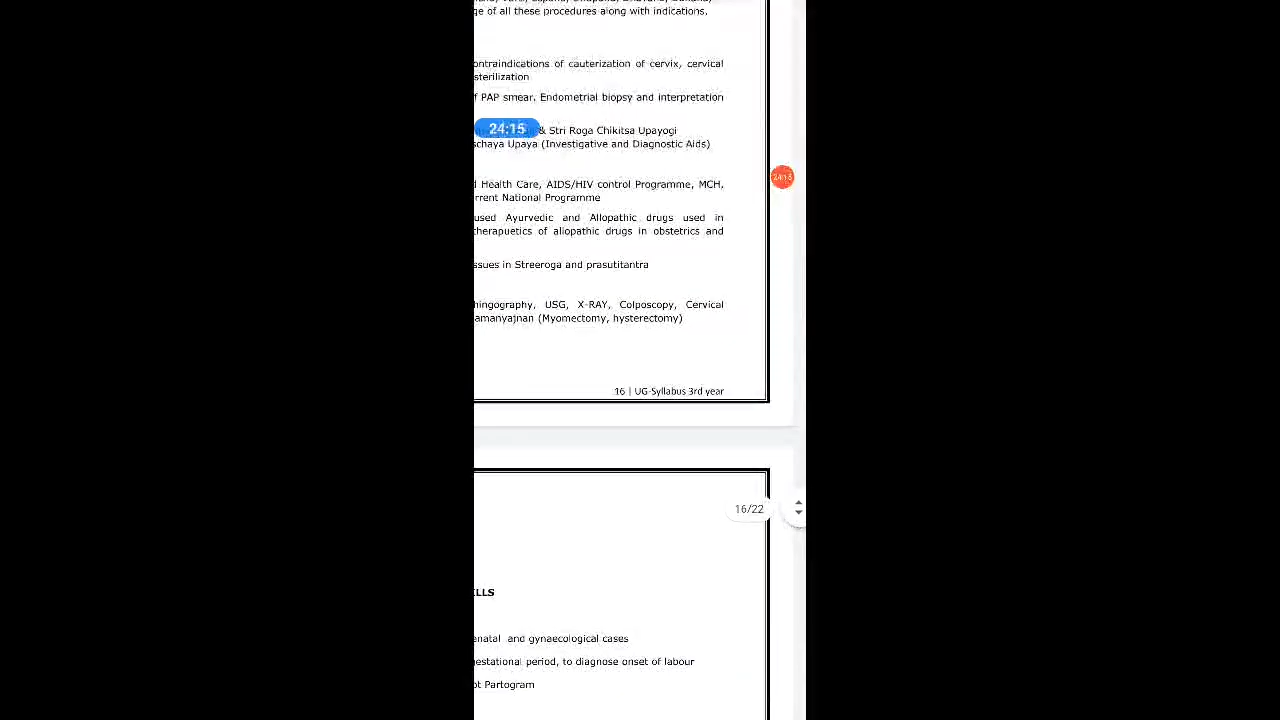 ge of all these procedures along with indications.
ontraindications of cauterization of cervix, cervical
sterilization
f PAP smear, Endometrial biopsy and interpretation
24:15
& Stri Roga Chikitsa Upayogi
schaya Upaya (Investigative and Diagnostic Aids)
24:15
d Health Care, AIDS/HIV control Programme, MCH,
rrent National Programme
used Ayurvedic and Allopathic drugs used in
therapuetics of allopathic drugs in obstetrics and
ssues in Streeroga and prasutitantra
hingography, USG, X-RAY, Colposcopy, Cervical
amanyajnan (Myomectomy, hysterectomy)
16 | UG-Syllabus 3rd year
16/22
ILLS
enatal and gynaecological cases
gestational period, to diagnose onset of labour
ot Partogram